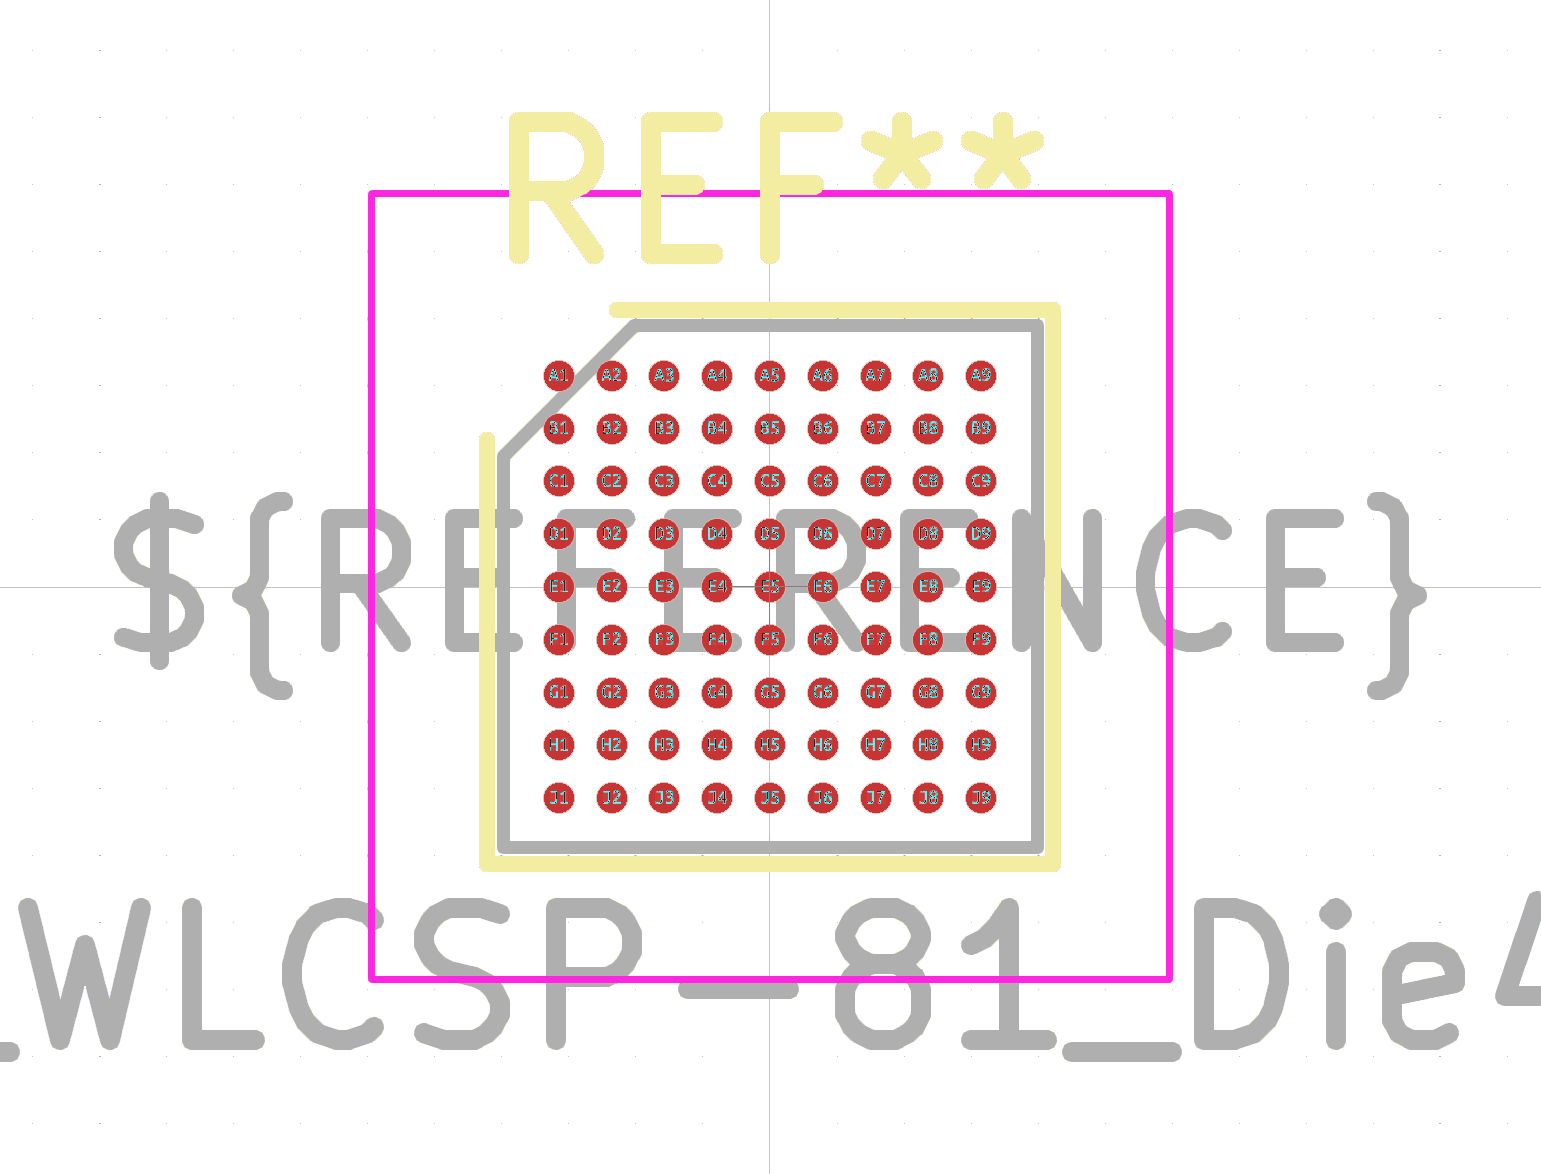 REF**
A1 A2 A3 A4 A5 A6 A7 A8 A9
B1 B2 B3 B4 B5 B6 B7 B8 B9
C1 C2 C3 C4 C5 C6 C7 C8 C9
${REFERENCE}
D1 D2 D3 D4 D5 D6 D7 D8 D9
E1 E2 E3 E4 E5 E6 E7 E8 E9
F1 F2 F3 F4 F5 F6 F7 F8 F9
G1 G2 G3 G4 G5 G6 G7 G8 G9
H1 H2 H3 H4 H5 H6 H7 H8 H9
J1 J2 J3 J4 J5 J6 J7 J8 J9
_WLCSP-81_Die4